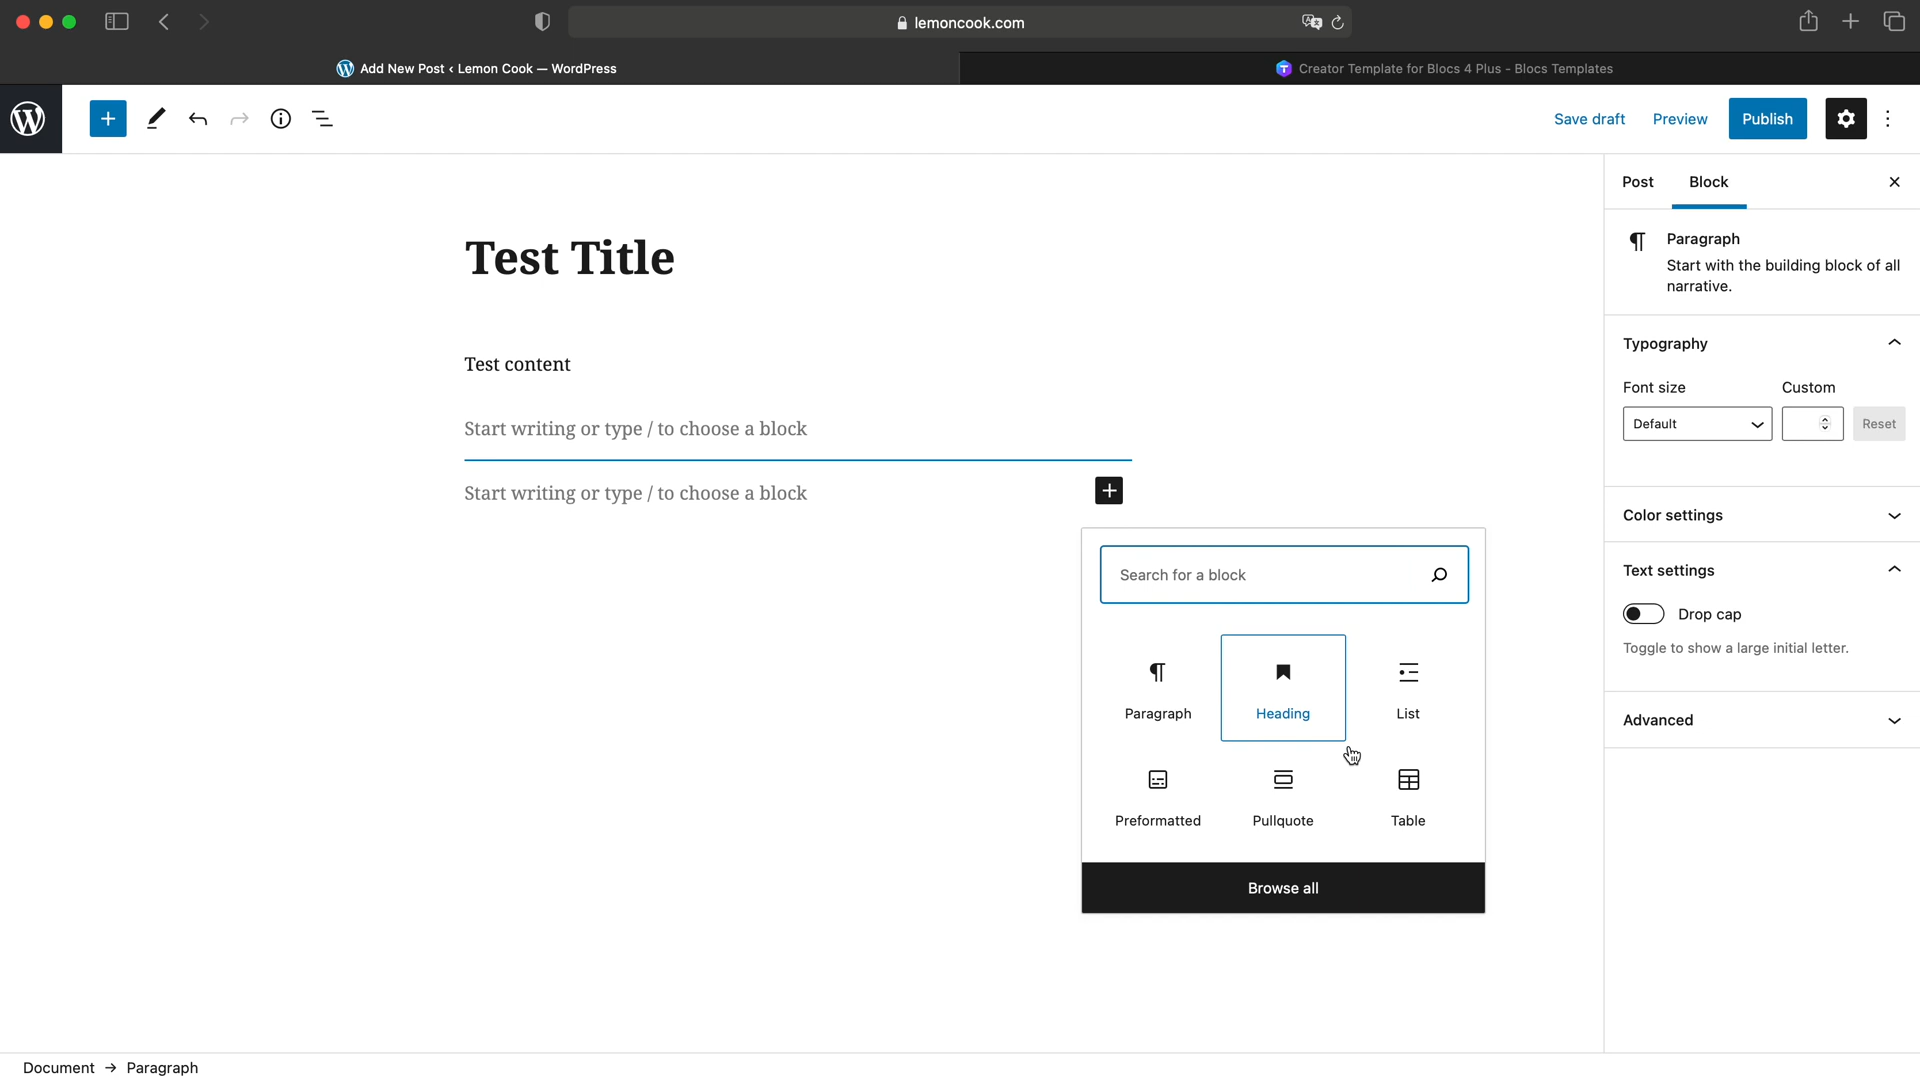 lemoncook.com
Add New Post < Lemon Cook — WordPress
Creator Template for Blocs 4 Plus - Blocs Templates
Save draft
Preview
Publish
Post
Block
Test Title
Paragraph
Start with the building block of all
narrative.
Typography
Test content
Font size
Custom
Default
Reset
Start writing or type / to choose a block
Start writing or type / to choose a block
Color settings
Search for a block
Text settings
Drop cap
Toggle to show a large initial letter.
Paragraph
Heading
List
Advanced
Preformatted
Pullquote
Table
Browse all
Document → Paragraph